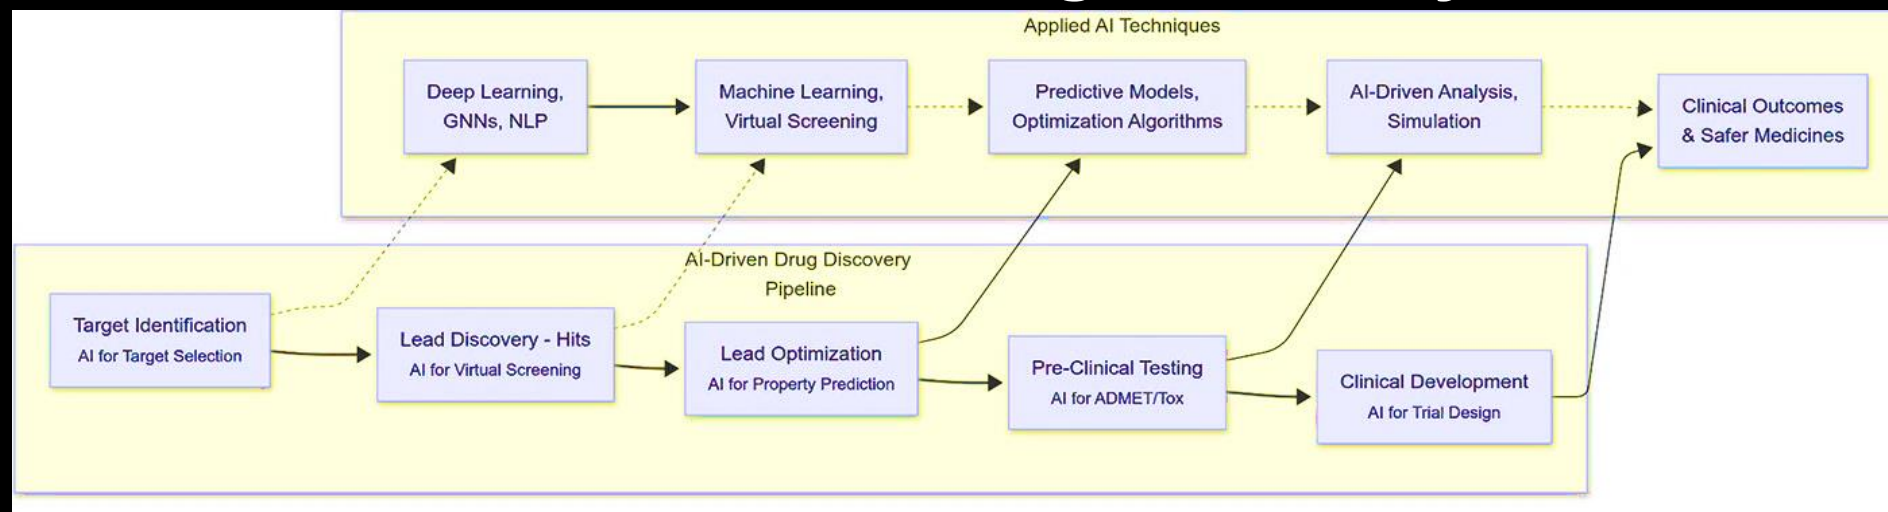 Applied AI Techniques
Deep Learning,
GNNs, NLP
Machine Learning,
Virtual Screening
Predictive Models,
Optimization Algorithms
AI-Driven Analysis,
Simulation
Clinical Outcomes
& Safer Medicines
AI-Driven Drug Discovery
Pipeline
Target Identification
AI for Target Selection
Lead Discovery - Hits
AI for Virtual Screening
Lead Optimization
AI for Property Prediction
Pre-Clinical Testing
AI for ADMET/Tox
Clinical Development
AI for Trial Design